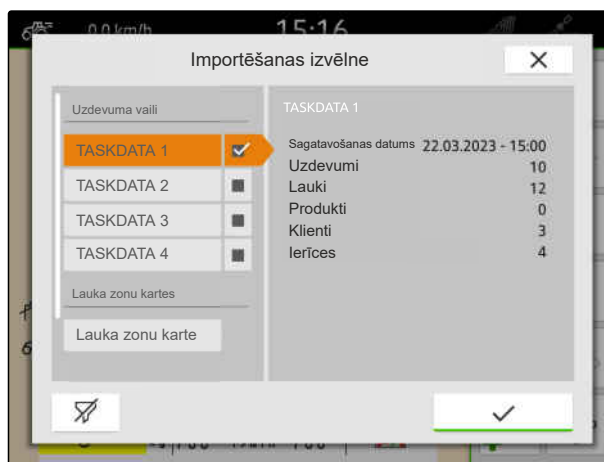 0.0 km/h
15:16
Importēšanas izvēlne
Uzdevuma vaili
TASKDATA 1
TASKDATA 2
TASKDATA 3
TASKDATA 4
Lauka zonu kartes
Lauka zonu karte
TASKDATA 1
Sagatavošanas datums 22.03.2023 - 15:00
Uzdevumi 10
Lauki 12
Produkti 0
Klienti 3
Ierīces 4